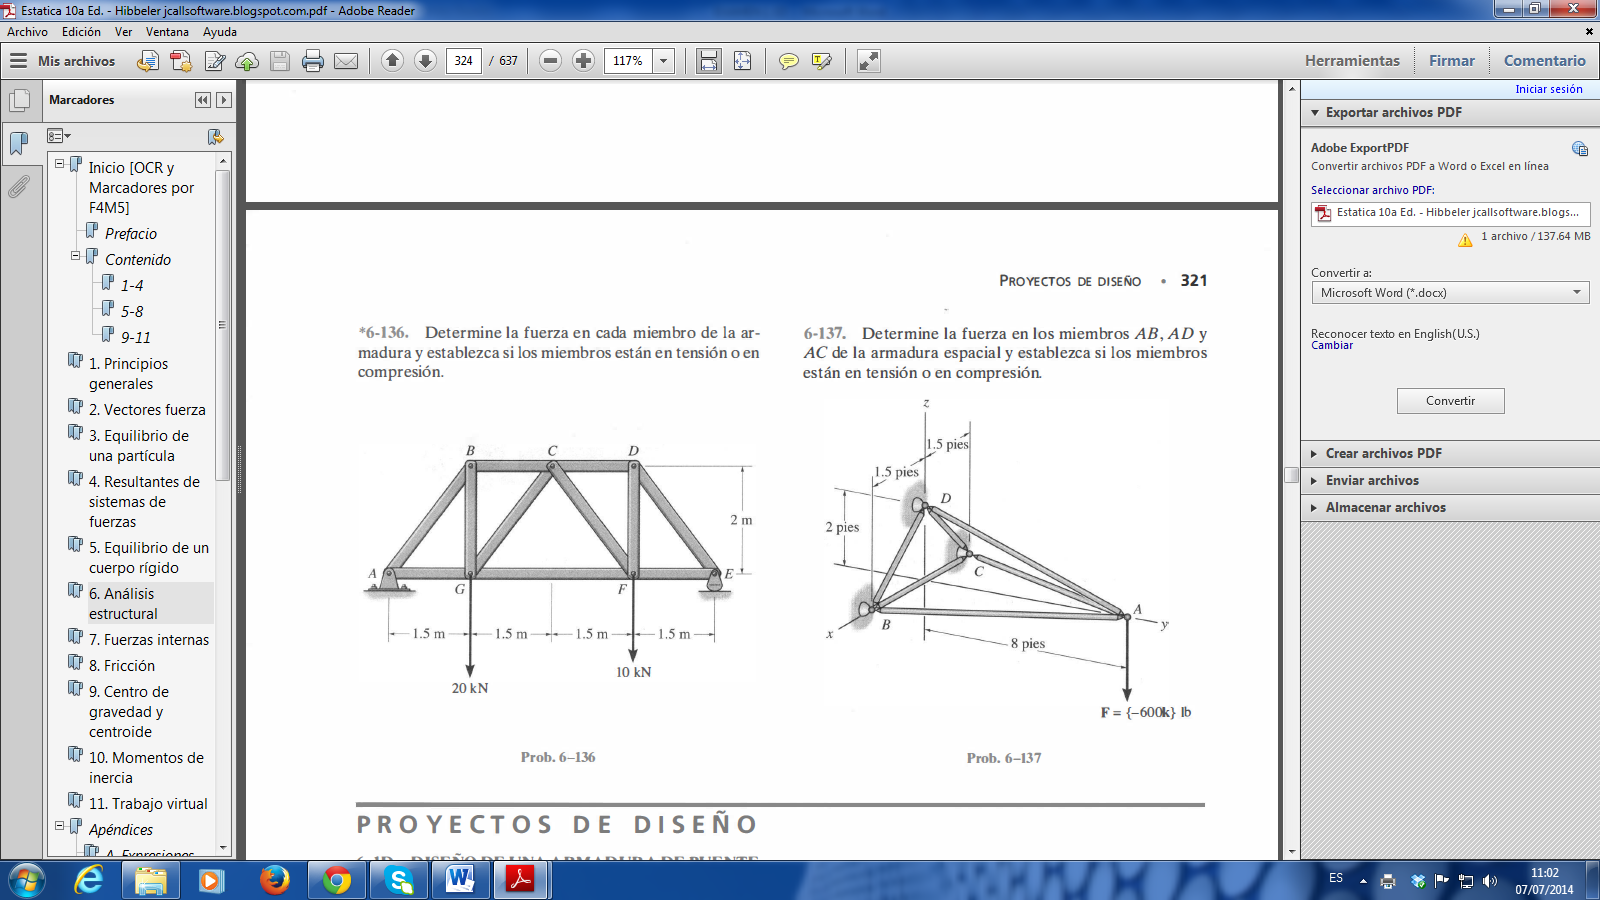 Estatica 10a Ed. - Hibbeler jcallsoftware.blogspot.com.pdf - Adobe Reader
Archivo Edición Ver Ventana Ayuda
Mis archivos 324 / 637 117% Herramientas Firmar Comentario
Marcadores
Inicio [OCR y
Marcadores por
F4M5]
Prefacio
Contenido
1-4
5-8
9-11
1. Principios
generales
2. Vectores fuerza
3. Equilibrio de
una partícula
4. Resultantes de
sistemas de
fuerzas
5. Equilibrio de un
cuerpo rígido
6. Análisis
estructural
7. Fuerzas internas
8. Fricción
9. Centro de
gravedad y
centroide
10. Momentos de
inercia
11. Trabajo virtual
Apéndices
A. Expresiones
PROYECTOS DE DISEÑO • 321
*6-136. Determine la fuerza en cada miembro de la ar-
madura y establezca si los miembros están en tensión o en
compresión.
B C D
2 m
A G F E
1.5 m 1.5 m 1.5 m 1.5 m
10 kN
20 kN
Prob. 6–136
6-137. Determine la fuerza en los miembros AB, AD y
AC de la armadura espacial y establezca si los miembros
están en tensión o en compresión.
z
1.5 pies
1.5 pies
D
2 pies
C
A
B
x y
8 pies
F = {−600k} lb
Prob. 6–137
PROYECTOS DE DISEÑO
6–1D DISEÑO DE UNA ARMADURA DE PUENTE
Iniciar sesión
Exportar archivos PDF
Adobe ExportPDF
Convertir archivos PDF a Word o Excel en línea
Seleccionar archivo PDF:
Estatica 10a Ed. - Hibbeler jcallsoftware.blogs...
1 archivo / 137.64 MB
Convertir a:
Microsoft Word (*.docx)
Reconocer texto en English(U.S.)
Cambiar
Convertir
Crear archivos PDF
Enviar archivos
Almacenar archivos
ES
11:02
07/07/2014